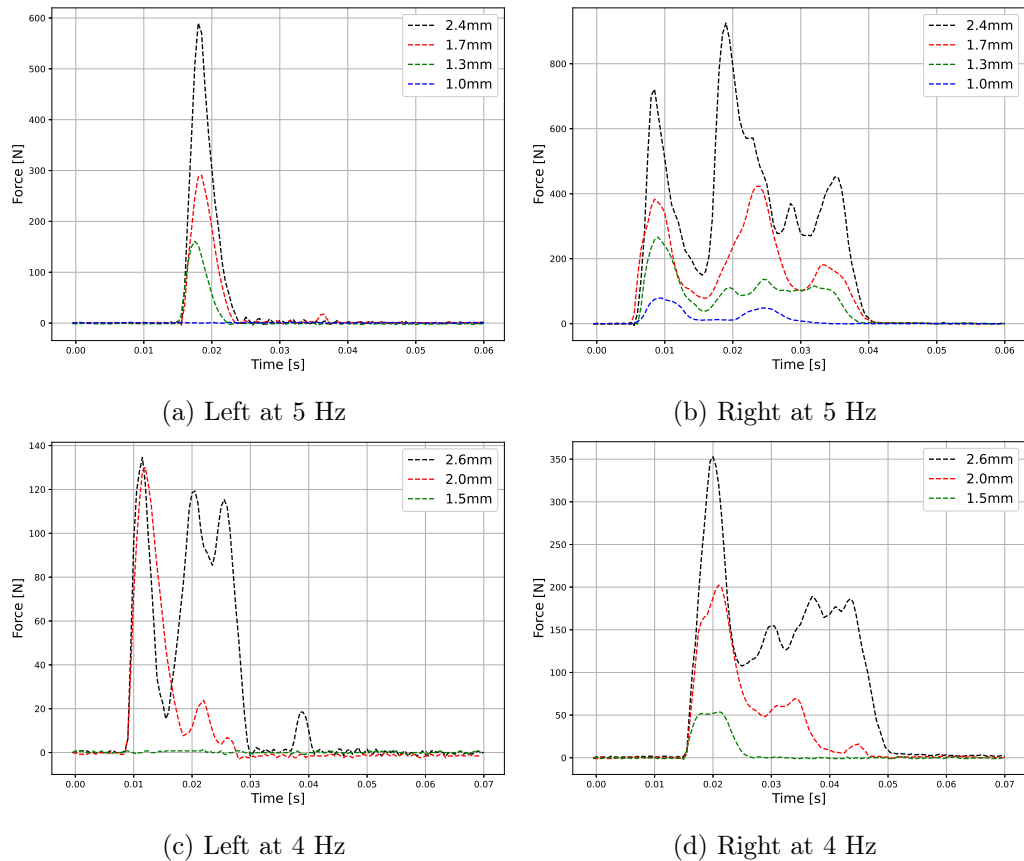 600
500
400
300
200
100
0
Force [N]
0.00 0.01 0.02 0.03 0.04 0.05 0.06
Time [s]
2.4mm
1.7mm
1.3mm
1.0mm
(a) Left at 5 Hz
800
600
400
200
0
Force [N]
0.00 0.01 0.02 0.03 0.04 0.05 0.06
Time [s]
2.4mm
1.7mm
1.3mm
1.0mm
(b) Right at 5 Hz
140
120
100
80
60
40
20
0
Force [N]
0.00 0.01 0.02 0.03 0.04 0.05 0.06 0.07
Time [s]
2.6mm
2.0mm
1.5mm
(c) Left at 4 Hz
350
300
250
200
150
100
50
0
Force [N]
0.00 0.01 0.02 0.03 0.04 0.05 0.06 0.07
Time [s]
2.6mm
2.0mm
1.5mm
(d) Right at 4 Hz